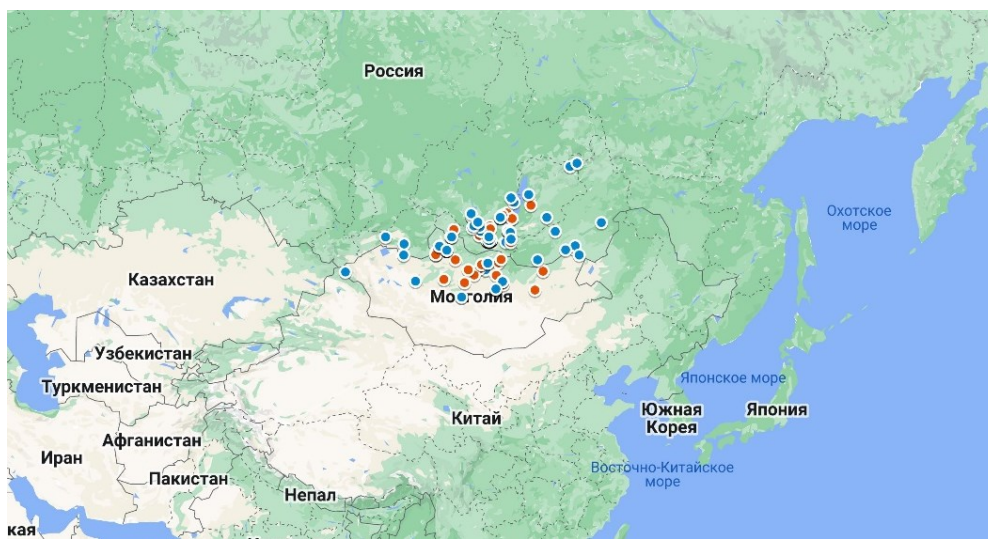 Россия
Охотское
море
Казахстан
Монголия
Узбекистан
Туркменистан
Японское море
Китай
Южная
Корея
Япония
Афганистан
Иран
Пакистан
Восточно-Китайское
море
Непал
кая